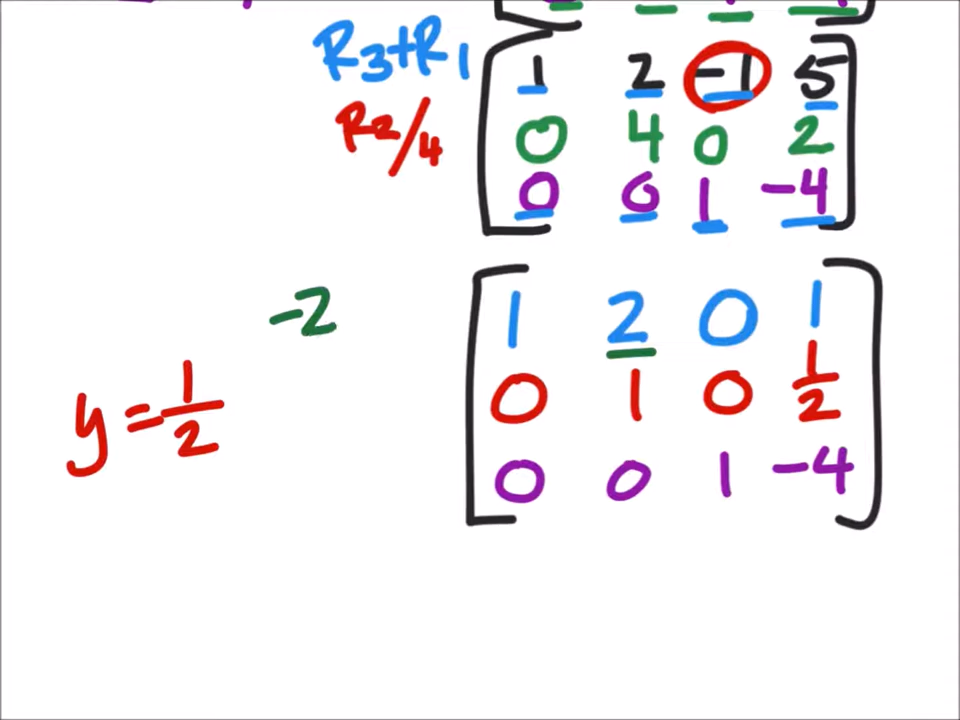 R3+R1
R2/4
1 2 -1 5
0 4 0 2
0 0 1 -4
-2
y = 1/2
1 2 0 1
0 1 0 1/2
0 0 1 -4